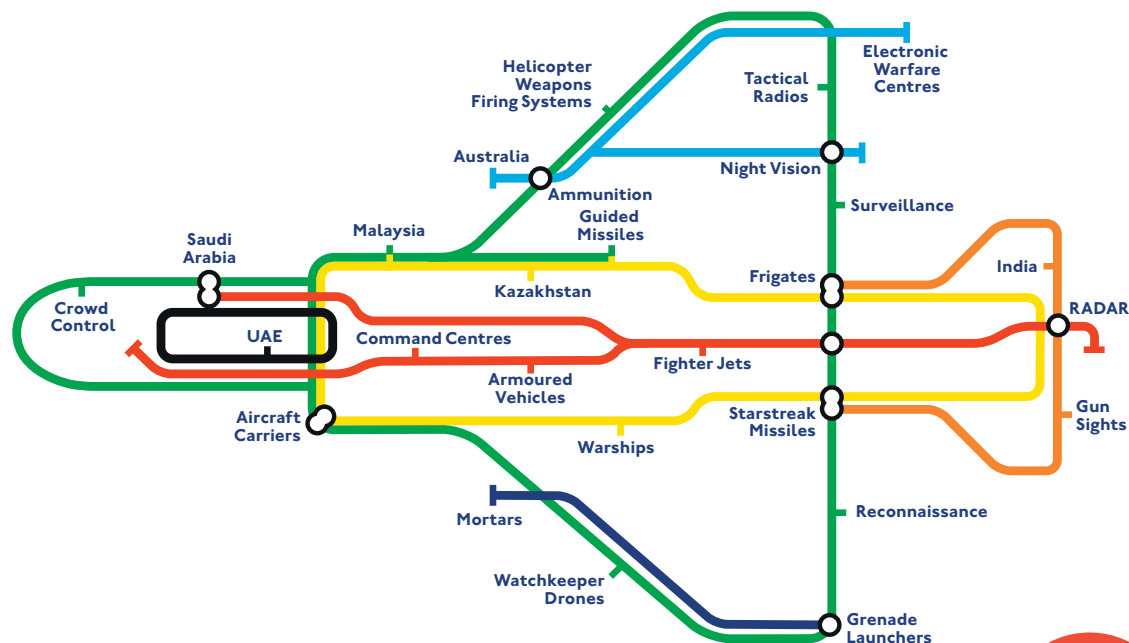 Electronic
Warfare
Centres
Helicopter
Weapons
Firing Systems
Tactical
Radios
Australia
Night Vision
Ammunition
Surveillance
Guided
Missiles
Malaysia
Saudi
Arabia
Kazakhstan
Frigates
India
RADAR
Crowd
Control
UAE
Command Centres
Fighter Jets
Armoured
Vehicles
Aircraft
Carriers
Starstreak
Missiles
Gun
Sights
Warships
Mortars
Reconnaissance
Watchkeeper
Drones
Grenade
Launchers